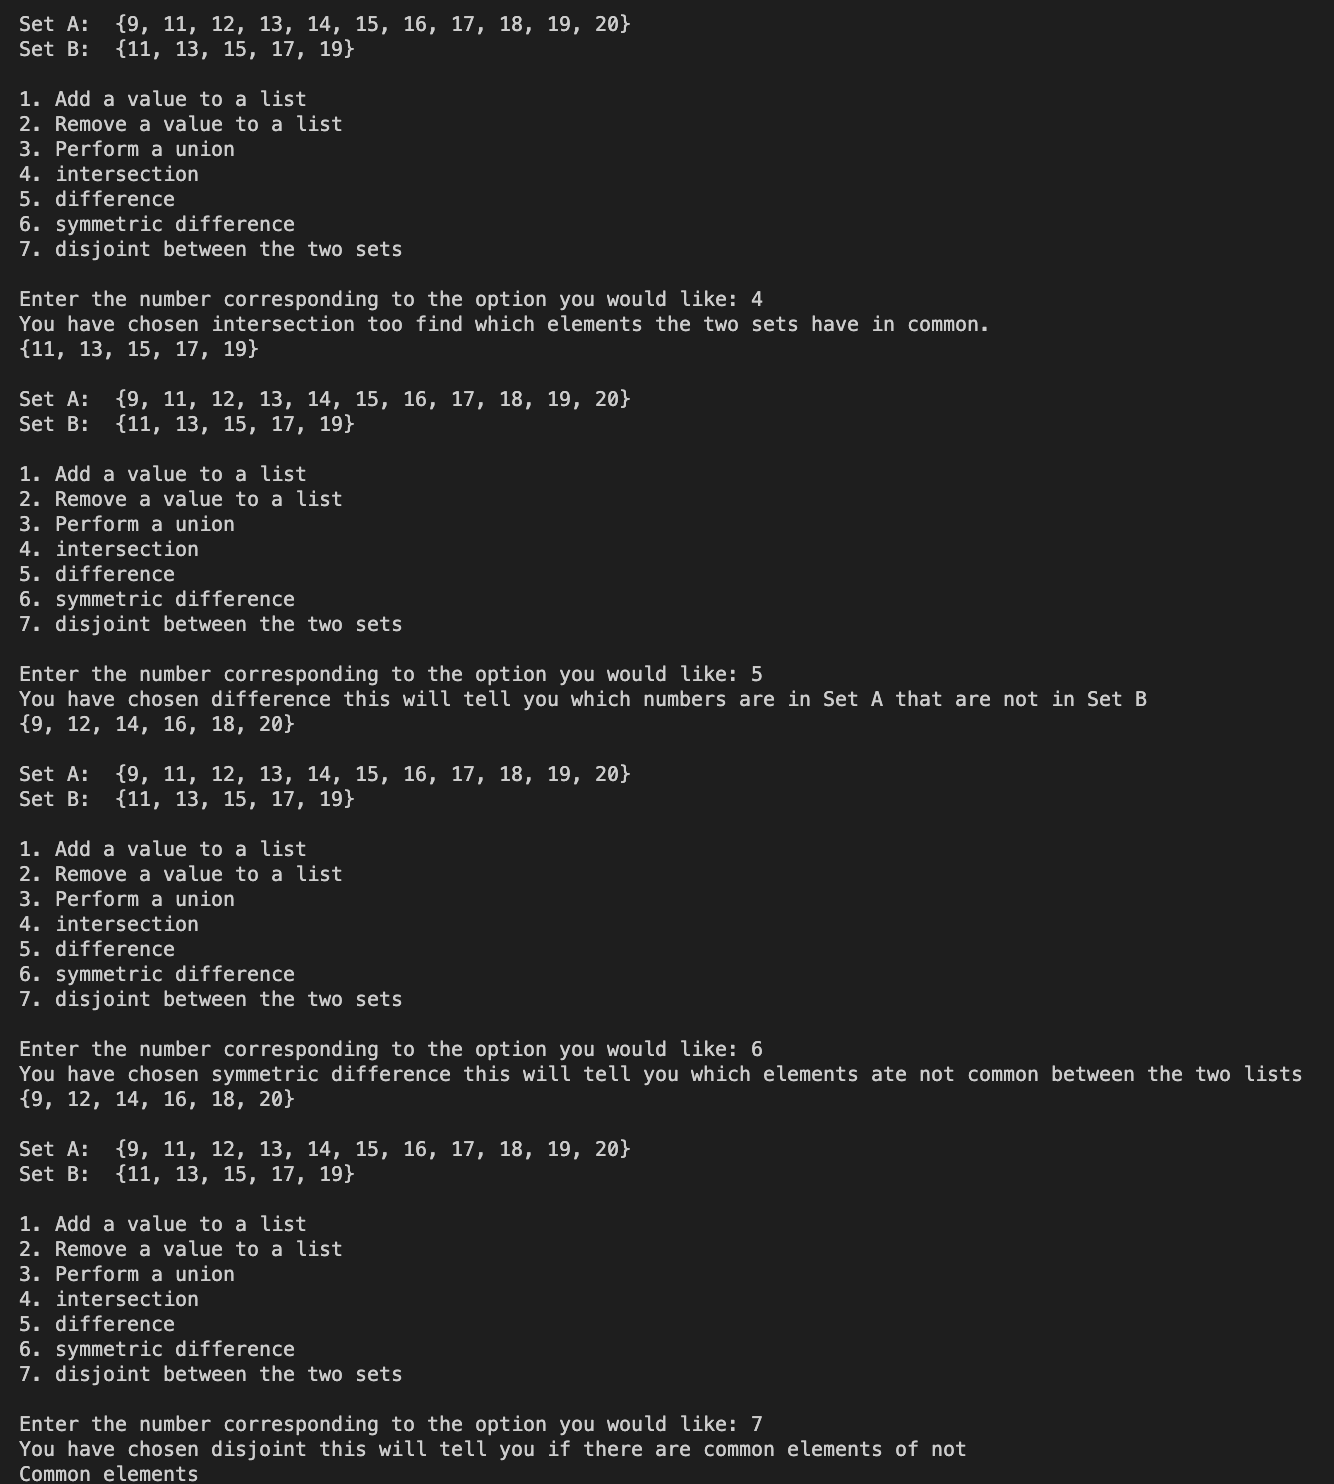 Set A:  {9, 11, 12, 13, 14, 15, 16, 17, 18, 19, 20}
Set B:  {11, 13, 15, 17, 19}
1. Add a value to a list
2. Remove a value to a list
3. Perform a union
4. intersection
5. difference
6. symmetric difference
7. disjoint between the two sets
Enter the number corresponding to the option you would like: 4
You have chosen intersection too find which elements the two sets have in common.
{11, 13, 15, 17, 19}
Set A:  {9, 11, 12, 13, 14, 15, 16, 17, 18, 19, 20}
Set B:  {11, 13, 15, 17, 19}
1. Add a value to a list
2. Remove a value to a list
3. Perform a union
4. intersection
5. difference
6. symmetric difference
7. disjoint between the two sets
Enter the number corresponding to the option you would like: 5
You have chosen difference this will tell you which numbers are in Set A that are not in Set B
{9, 12, 14, 16, 18, 20}
Set A:  {9, 11, 12, 13, 14, 15, 16, 17, 18, 19, 20}
Set B:  {11, 13, 15, 17, 19}
1. Add a value to a list
2. Remove a value to a list
3. Perform a union
4. intersection
5. difference
6. symmetric difference
7. disjoint between the two sets
Enter the number corresponding to the option you would like: 6
You have chosen symmetric difference this will tell you which elements ate not common between the two lists
{9, 12, 14, 16, 18, 20}
Set A:  {9, 11, 12, 13, 14, 15, 16, 17, 18, 19, 20}
Set B:  {11, 13, 15, 17, 19}
1. Add a value to a list
2. Remove a value to a list
3. Perform a union
4. intersection
5. difference
6. symmetric difference
7. disjoint between the two sets
Enter the number corresponding to the option you would like: 7
You have chosen disjoint this will tell you if there are common elements of not
Common elements